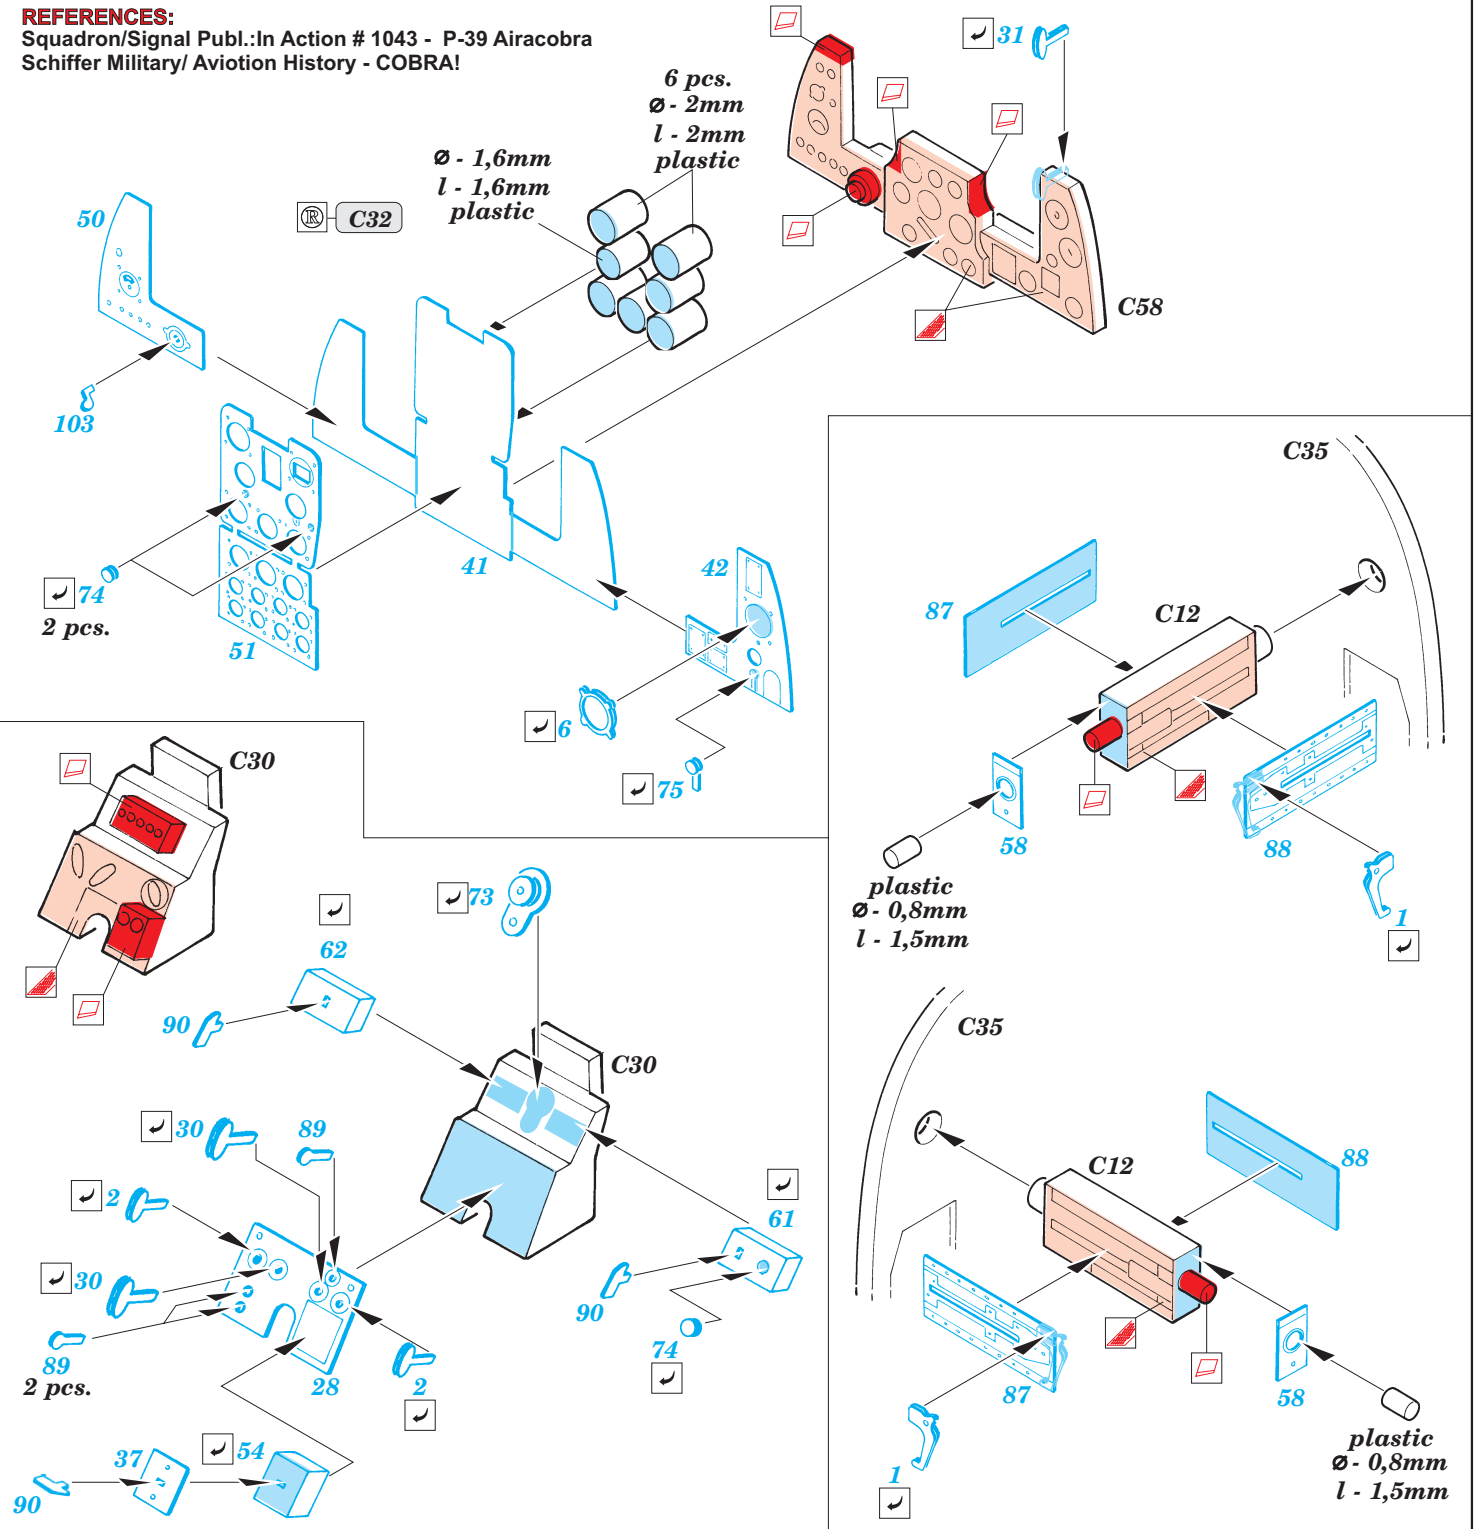 REFERENCES:
Squadron/Signal Publ.:In Action # 1043 - P-39 Airacobra
Schiffer Military/ Aviotion History - COBRA!
31
6 pcs.
Ø - 2mm
l - 2mm
plastic
Ø - 1,6mm
l - 1,6mm
plastic
50
® C32
C58
103
C35
41
42
74
2 pcs.
51
87
C12
6
75
C30
58
88
plastic
Ø - 0,8mm
l - 1,5mm
1
73
62
90
C30
C35
30
89
2
88
C12
61
30
90
89
2 pcs.
74
28
2
87
58
37
54
90
1
plastic
Ø - 0,8mm
l - 1,5mm